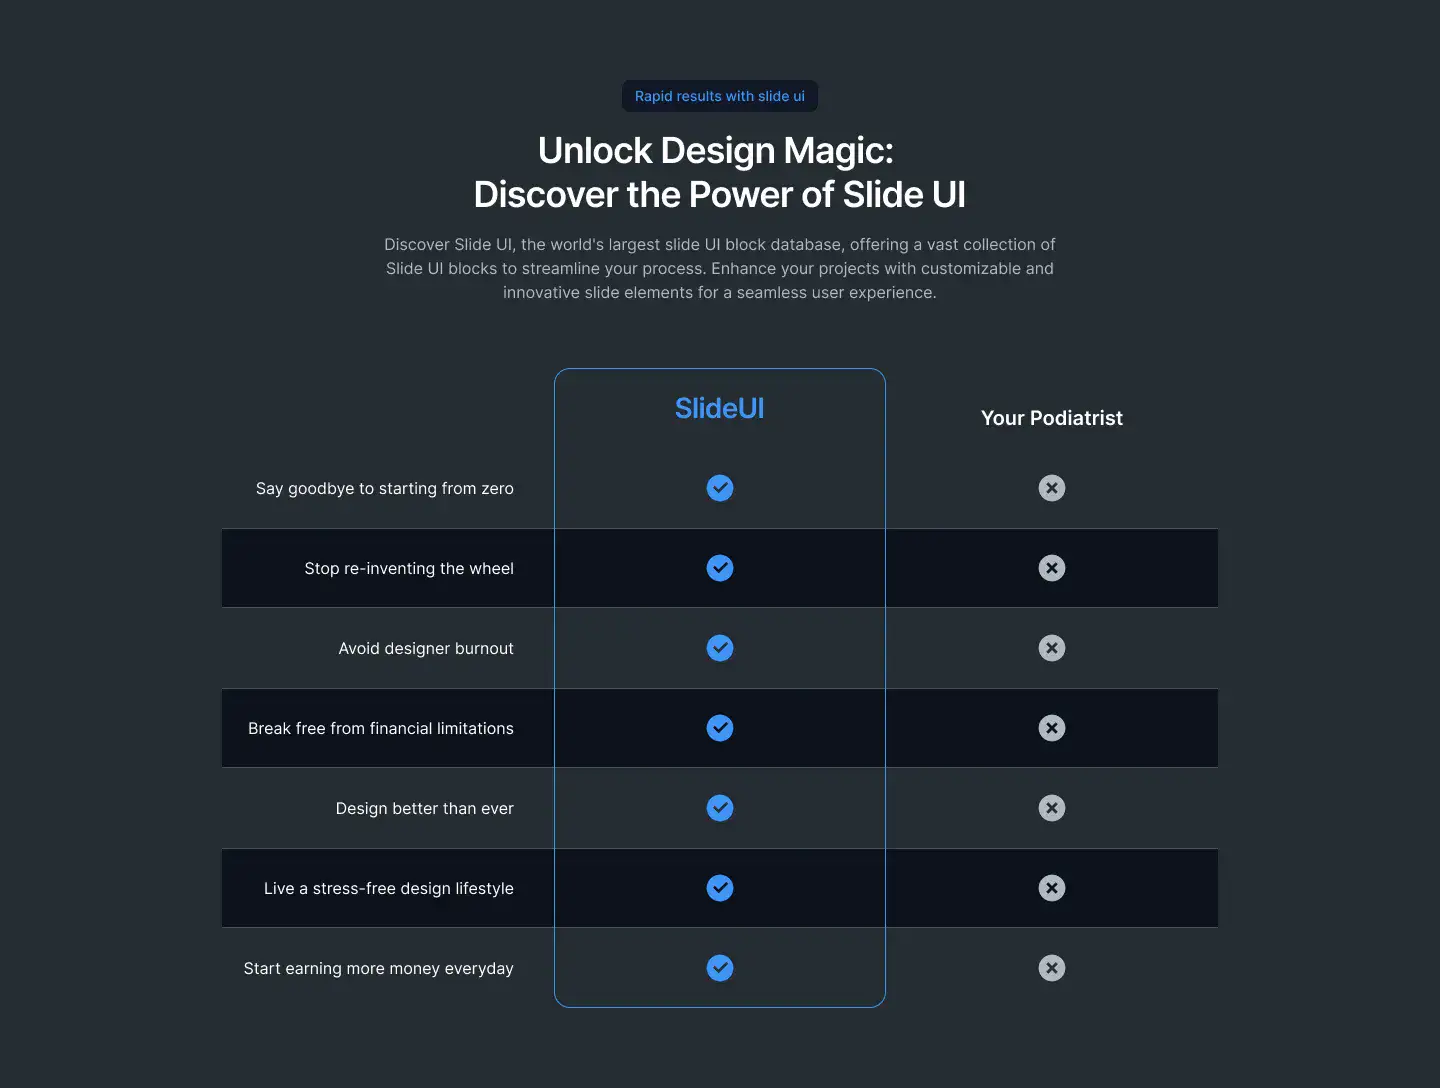 Rapid results with slide ui
Unlock Design Magic:
Discover the Power of Slide UI
Discover Slide UI, the world's largest slide UI block database, offering a vast collection of
Slide UI blocks to streamline your process. Enhance your projects with customizable and
innovative slide elements for a seamless user experience.
SlideUI
Your Podiatrist
Say goodbye to starting from zero
Stop re-inventing the wheel
Avoid designer burnout
Break free from financial limitations
Design better than ever
Live a stress-free design lifestyle
Start earning more money everyday